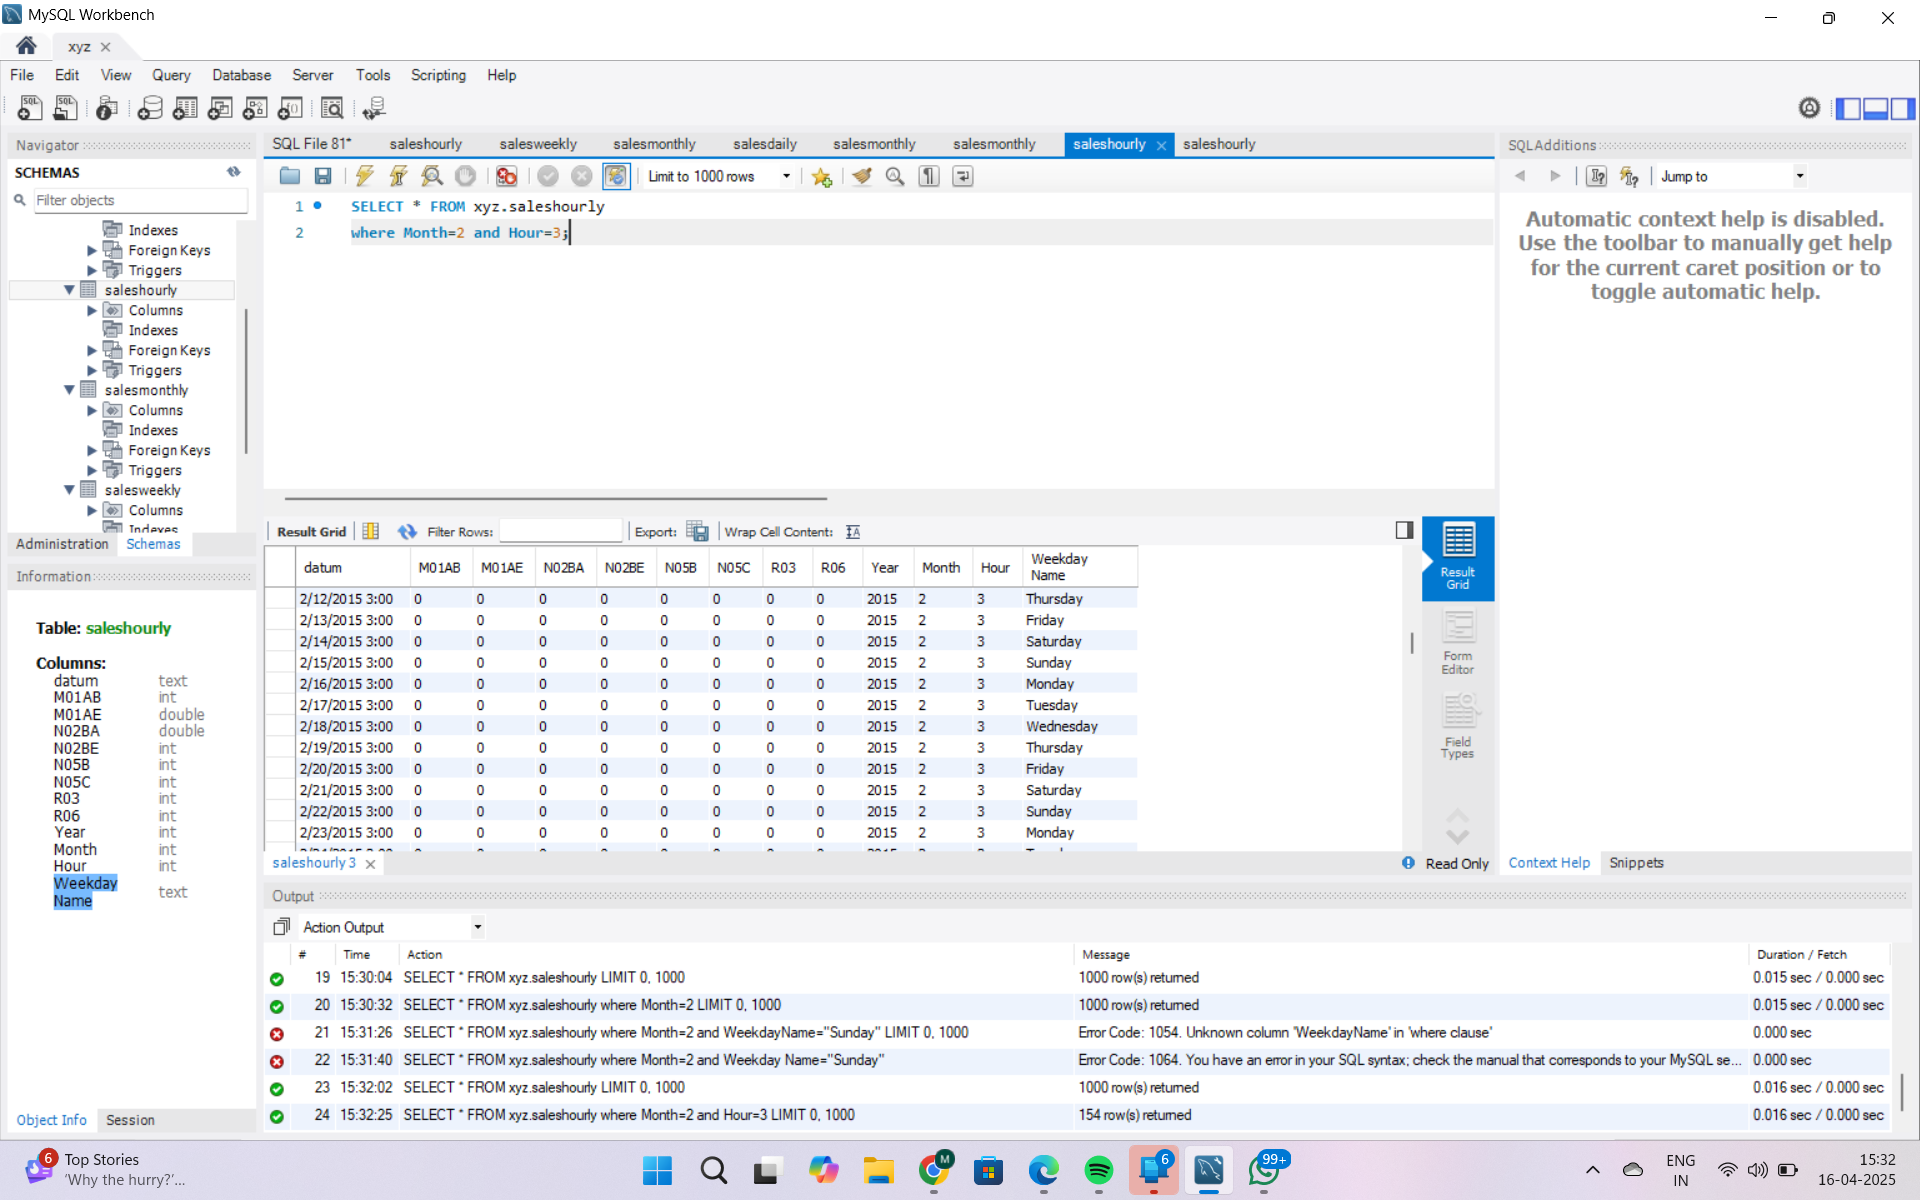 MySQL Workbench
xyz
File Edit View Query Database Server Tools Scripting Help
Navigator
SCHEMAS
Filter objects
Indexes
Foreign Keys
Triggers
saleshourly
Columns
Indexes
Foreign Keys
Triggers
salesmonthly
Columns
Indexes
Foreign Keys
Triggers
salesweekly
Columns
Indexes
Administration Schemas
Information
Table: saleshourly
Columns:
datum text
M01AB int
M01AE double
N02BA double
N02BE int
N05B int
N05C int
R03 int
R06 int
Year int
Month int
Hour int
Weekday Name text
Object Info Session
SQL File 81* saleshourly salesweekly salesmonthly salesdaily salesmonthly salesmonthly saleshourly saleshourly
Limit to 1000 rows
1 SELECT * FROM xyz.saleshourly
2 where Month=2 and Hour=3;
Result Grid Filter Rows: Export: Wrap Cell Content:
datum M01AB M01AE N02BA N02BE N05B N05C R03 R06 Year Month Hour Weekday Name
2/12/2015 3:00 0 0 0 0 0 0 0 0 2015 2 3 Thursday
2/13/2015 3:00 0 0 0 0 0 0 0 0 2015 2 3 Friday
2/14/2015 3:00 0 0 0 0 0 0 0 0 2015 2 3 Saturday
2/15/2015 3:00 0 0 0 0 0 0 0 0 2015 2 3 Sunday
2/16/2015 3:00 0 0 0 0 0 0 0 0 2015 2 3 Monday
2/17/2015 3:00 0 0 0 0 0 0 0 0 2015 2 3 Tuesday
2/18/2015 3:00 0 0 0 0 0 0 0 0 2015 2 3 Wednesday
2/19/2015 3:00 0 0 0 0 0 0 0 0 2015 2 3 Thursday
2/20/2015 3:00 0 0 0 0 0 0 0 0 2015 2 3 Friday
2/21/2015 3:00 0 0 0 0 0 0 0 0 2015 2 3 Saturday
2/22/2015 3:00 0 0 0 0 0 0 0 0 2015 2 3 Sunday
2/23/2015 3:00 0 0 0 0 0 0 0 0 2015 2 3 Monday
Result Grid
Form Editor
Field Types
saleshourly 3
Read Only
SQLAdditions
Jump to
Automatic context help is disabled.
Use the toolbar to manually get help
for the current caret position or to
toggle automatic help.
Context Help Snippets
Output
Action Output
# Time Action Message Duration / Fetch
19 15:30:04 SELECT * FROM xyz.saleshourly LIMIT 0, 1000 1000 row(s) returned 0.015 sec / 0.000 sec
20 15:30:32 SELECT * FROM xyz.saleshourly where Month=2 LIMIT 0, 1000 1000 row(s) returned 0.015 sec / 0.000 sec
21 15:31:26 SELECT * FROM xyz.saleshourly where Month=2 and WeekdayName="Sunday" LIMIT 0, 1000 Error Code: 1054. Unknown column 'WeekdayName' in 'where clause' 0.000 sec
22 15:31:40 SELECT * FROM xyz.saleshourly where Month=2 and Weekday Name="Sunday" Error Code: 1064. You have an error in your SQL syntax; check the manual that corresponds to your MySQL se... 0.000 sec
23 15:32:02 SELECT * FROM xyz.saleshourly LIMIT 0, 1000 1000 row(s) returned 0.016 sec / 0.000 sec
24 15:32:25 SELECT * FROM xyz.saleshourly where Month=2 and Hour=3 LIMIT 0, 1000 154 row(s) returned 0.016 sec / 0.000 sec
6
Top Stories
'Why the hurry?'...
M
6
99+
ENG
IN
15:32
16-04-2025